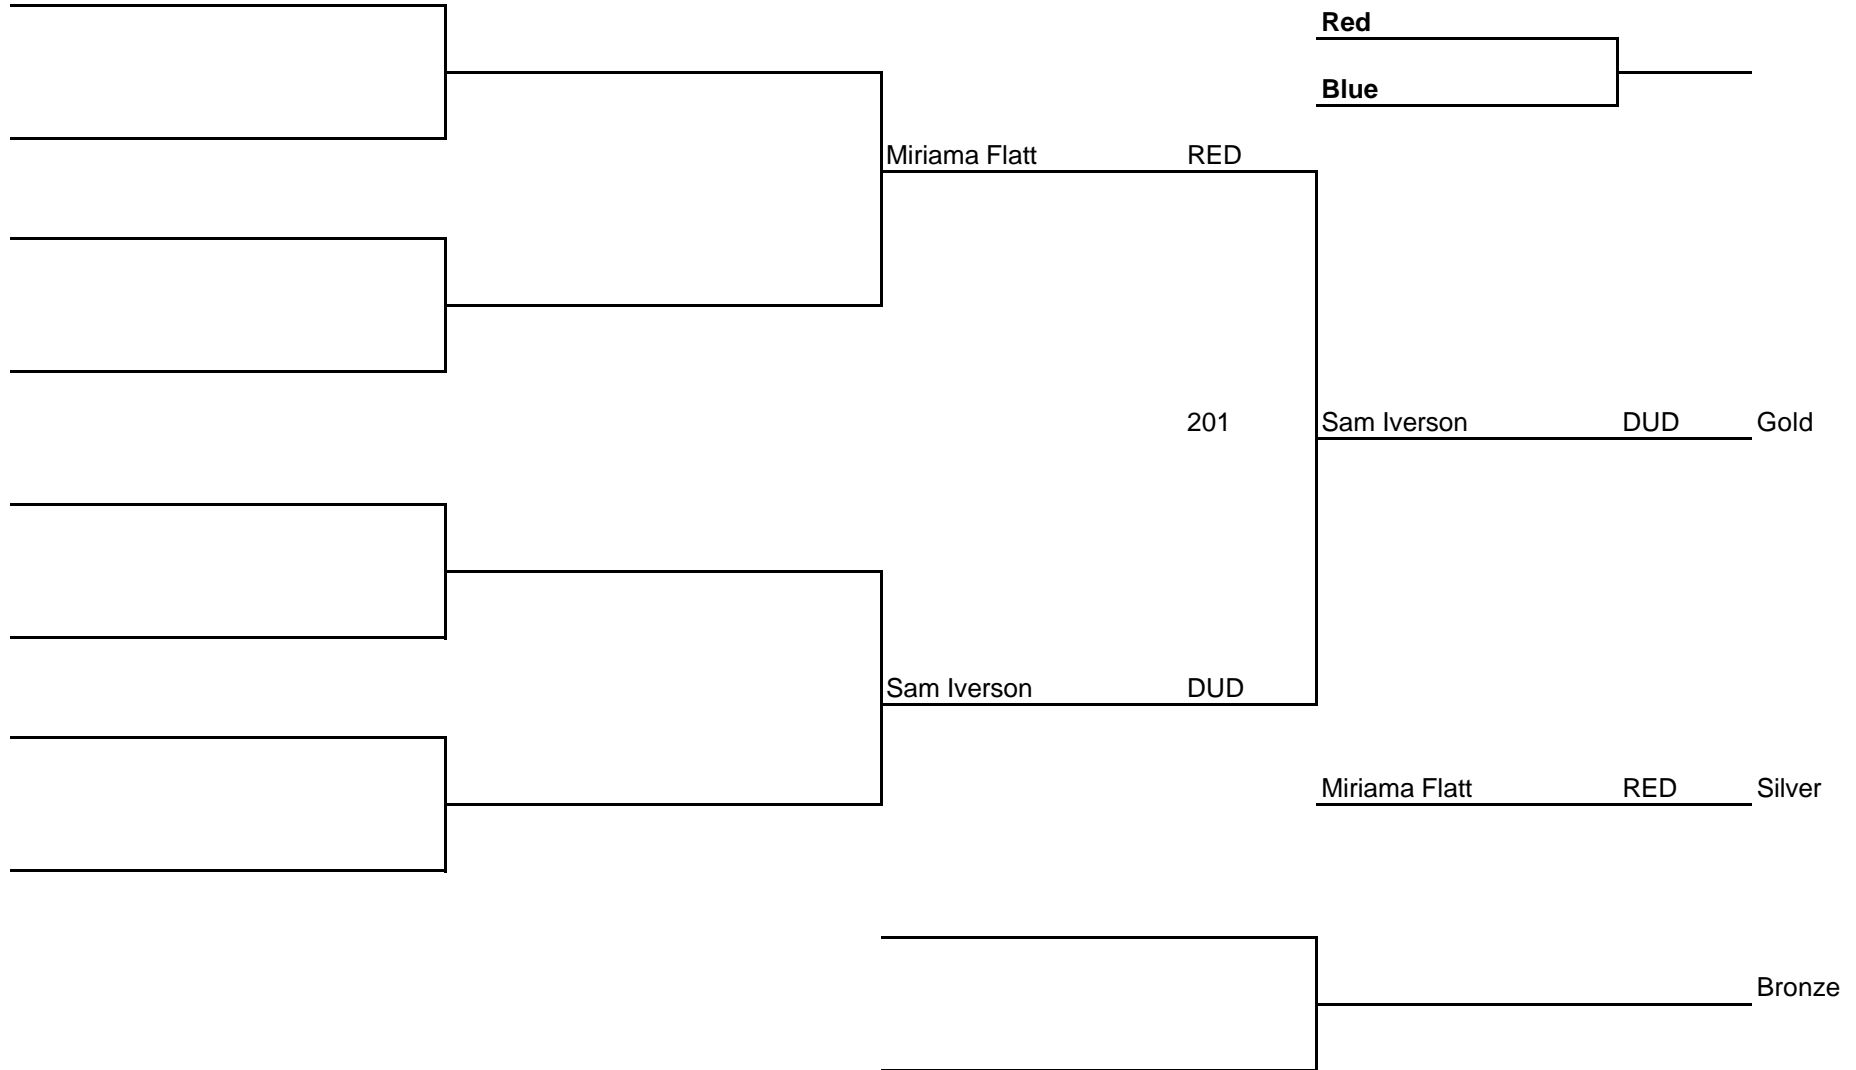 Red
Blue
Miriama Flatt RED
201 Sam Iverson DUD Gold
Sam Iverson DUD
Miriama Flatt RED Silver
Bronze